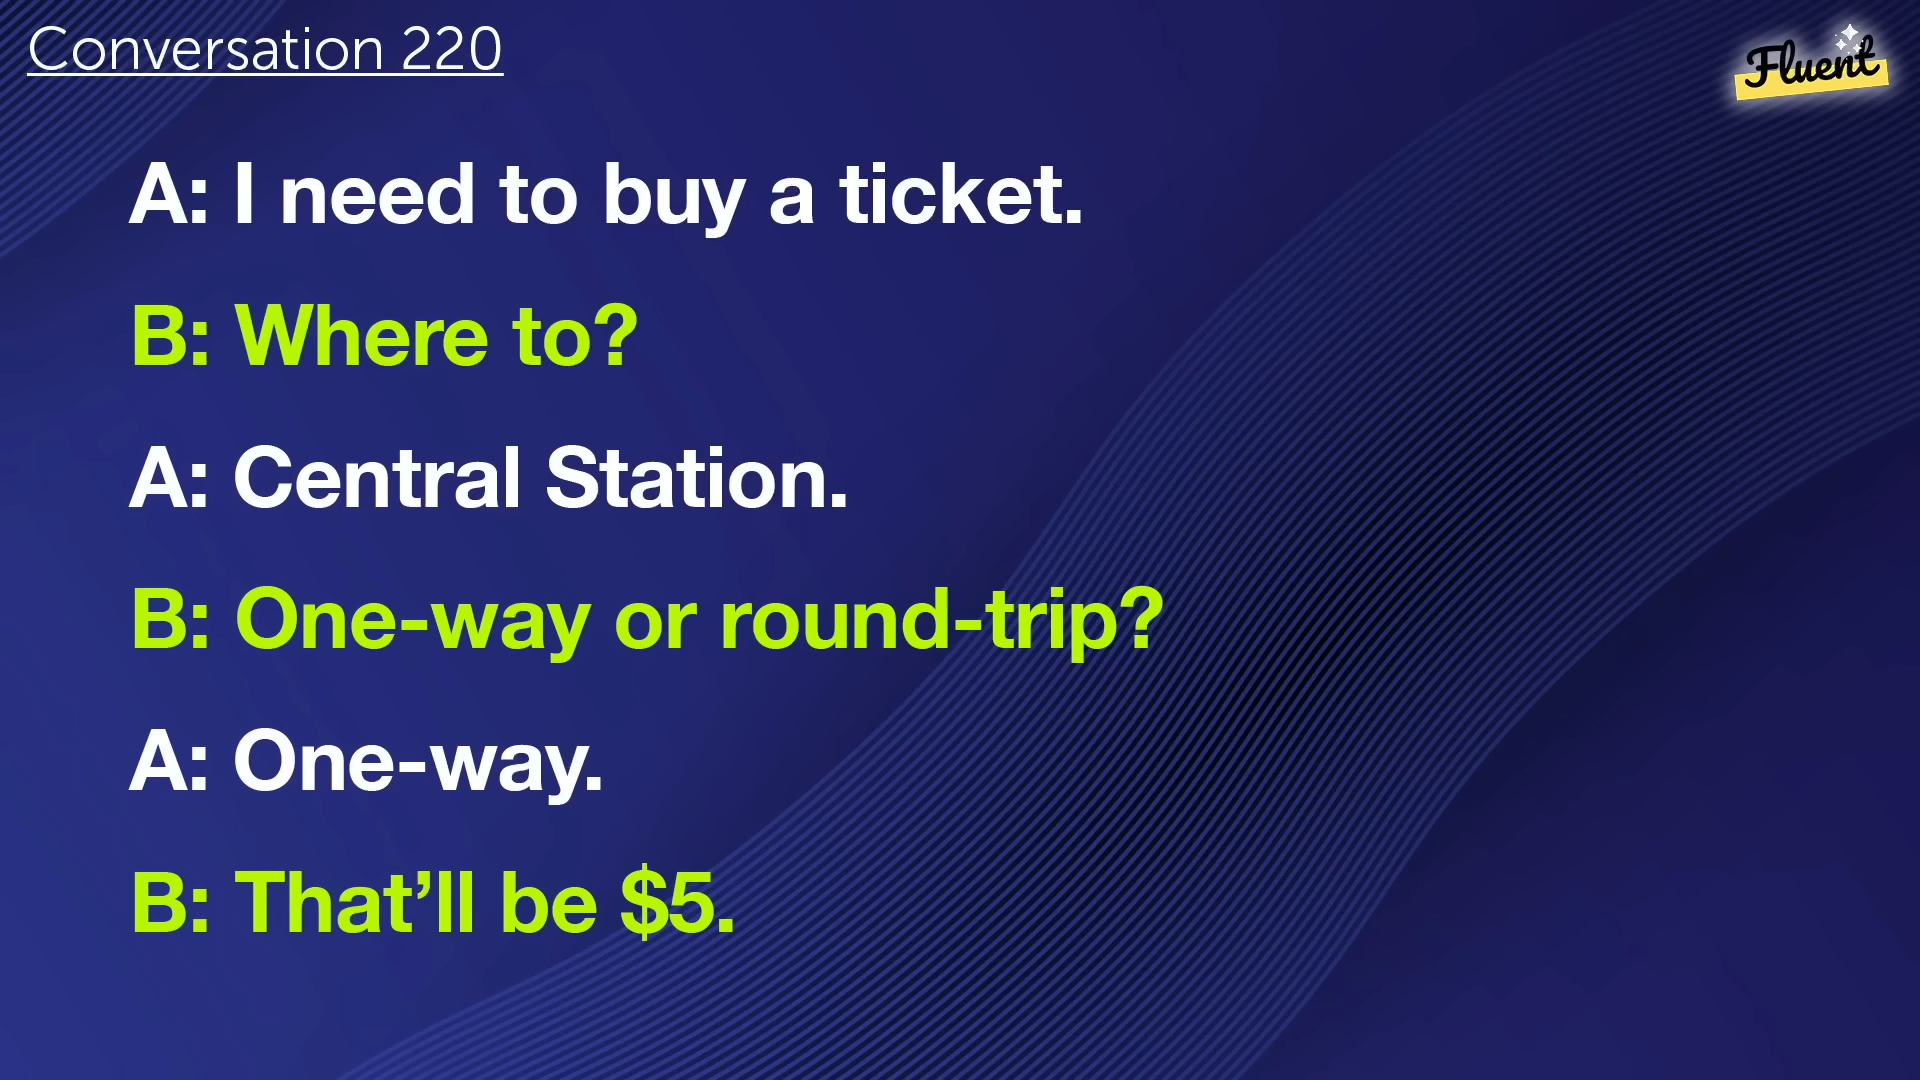 Conversation 220
Fluent
A: I need to buy a ticket.
B: Where to?
A: Central Station.
B: One-way or round-trip?
A: One-way.
B: That’ll be $5.